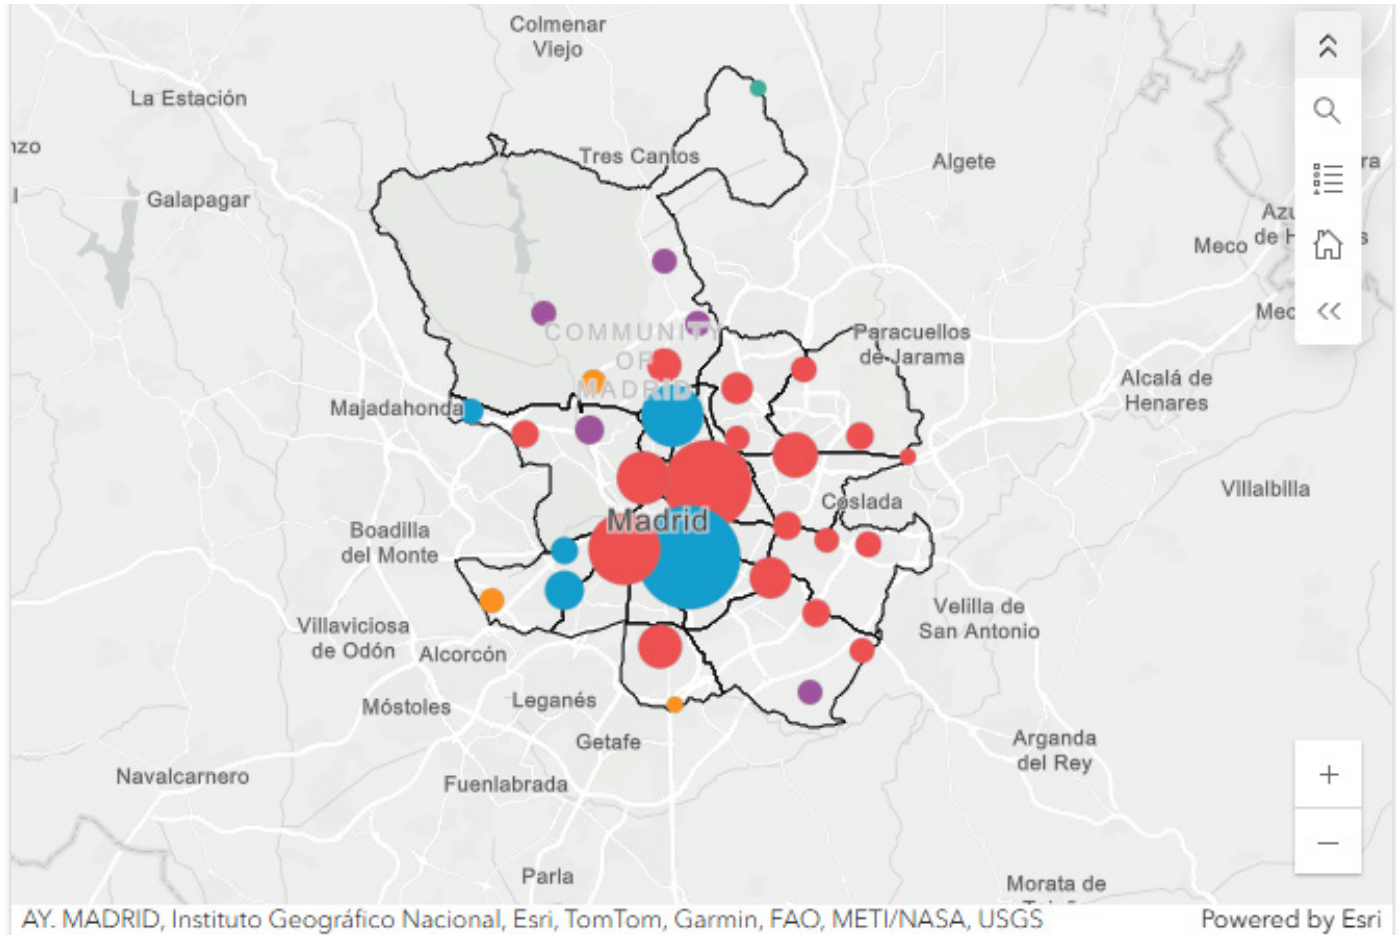 Colmenar
Viejo
La Estación
Tres Cantos
Algete
Galapagar
Meco
COMMUNITY
OF
MADRID
Paracuellos
de Jarama
Majadahonda
Alcalá de
Henares
Villalbilla
Coslada
Madrid
Boadilla
del Monte
Velilla de
San Antonio
Villaviciosa
de Odón
Alcorcón
Leganés
Móstoles
Getafe
Arganda
del Rey
Navalcarnero
Fuenlabrada
Parla
Morata de
AY. MADRID, Instituto Geográfico Nacional, Esri, TomTom, Garmin, FAO, METI/NASA, USGS
Powered by Esri